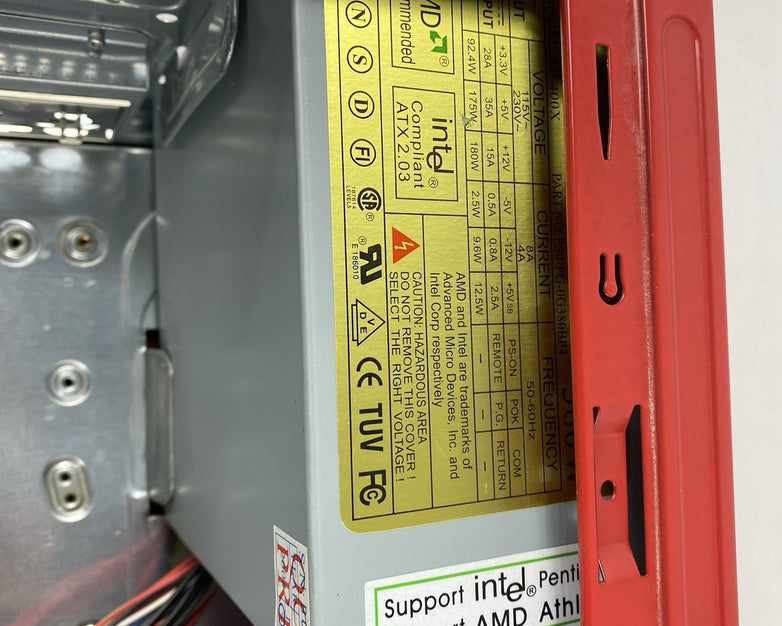 VOLTAGE CURRENT FREQUENCY
115V~ 8A 50-60Hz
230V~ 4A
+3.3V +5V +12V -5V -12V +5VSB PS-ON POK COM
28A 35A 15A 0.5A 0.8A 2.5A REMOTE P.G. RETURN
92.4W 175W 180W 2.5W 9.6W 12.5W — — —
intel®
Compliant
ATX 2.03
AMD and Intel are trademarks of
Advanced Micro Devices, Inc. and
Intel Corp respectively
CAUTION: HAZARDOUS AREA
DO NOT REMOVE THIS COVER !
SELECT THE RIGHT VOLTAGE !
N S D FI
E 186010
VDE CE TUV FC
Support intel® Penti
AMD Athl